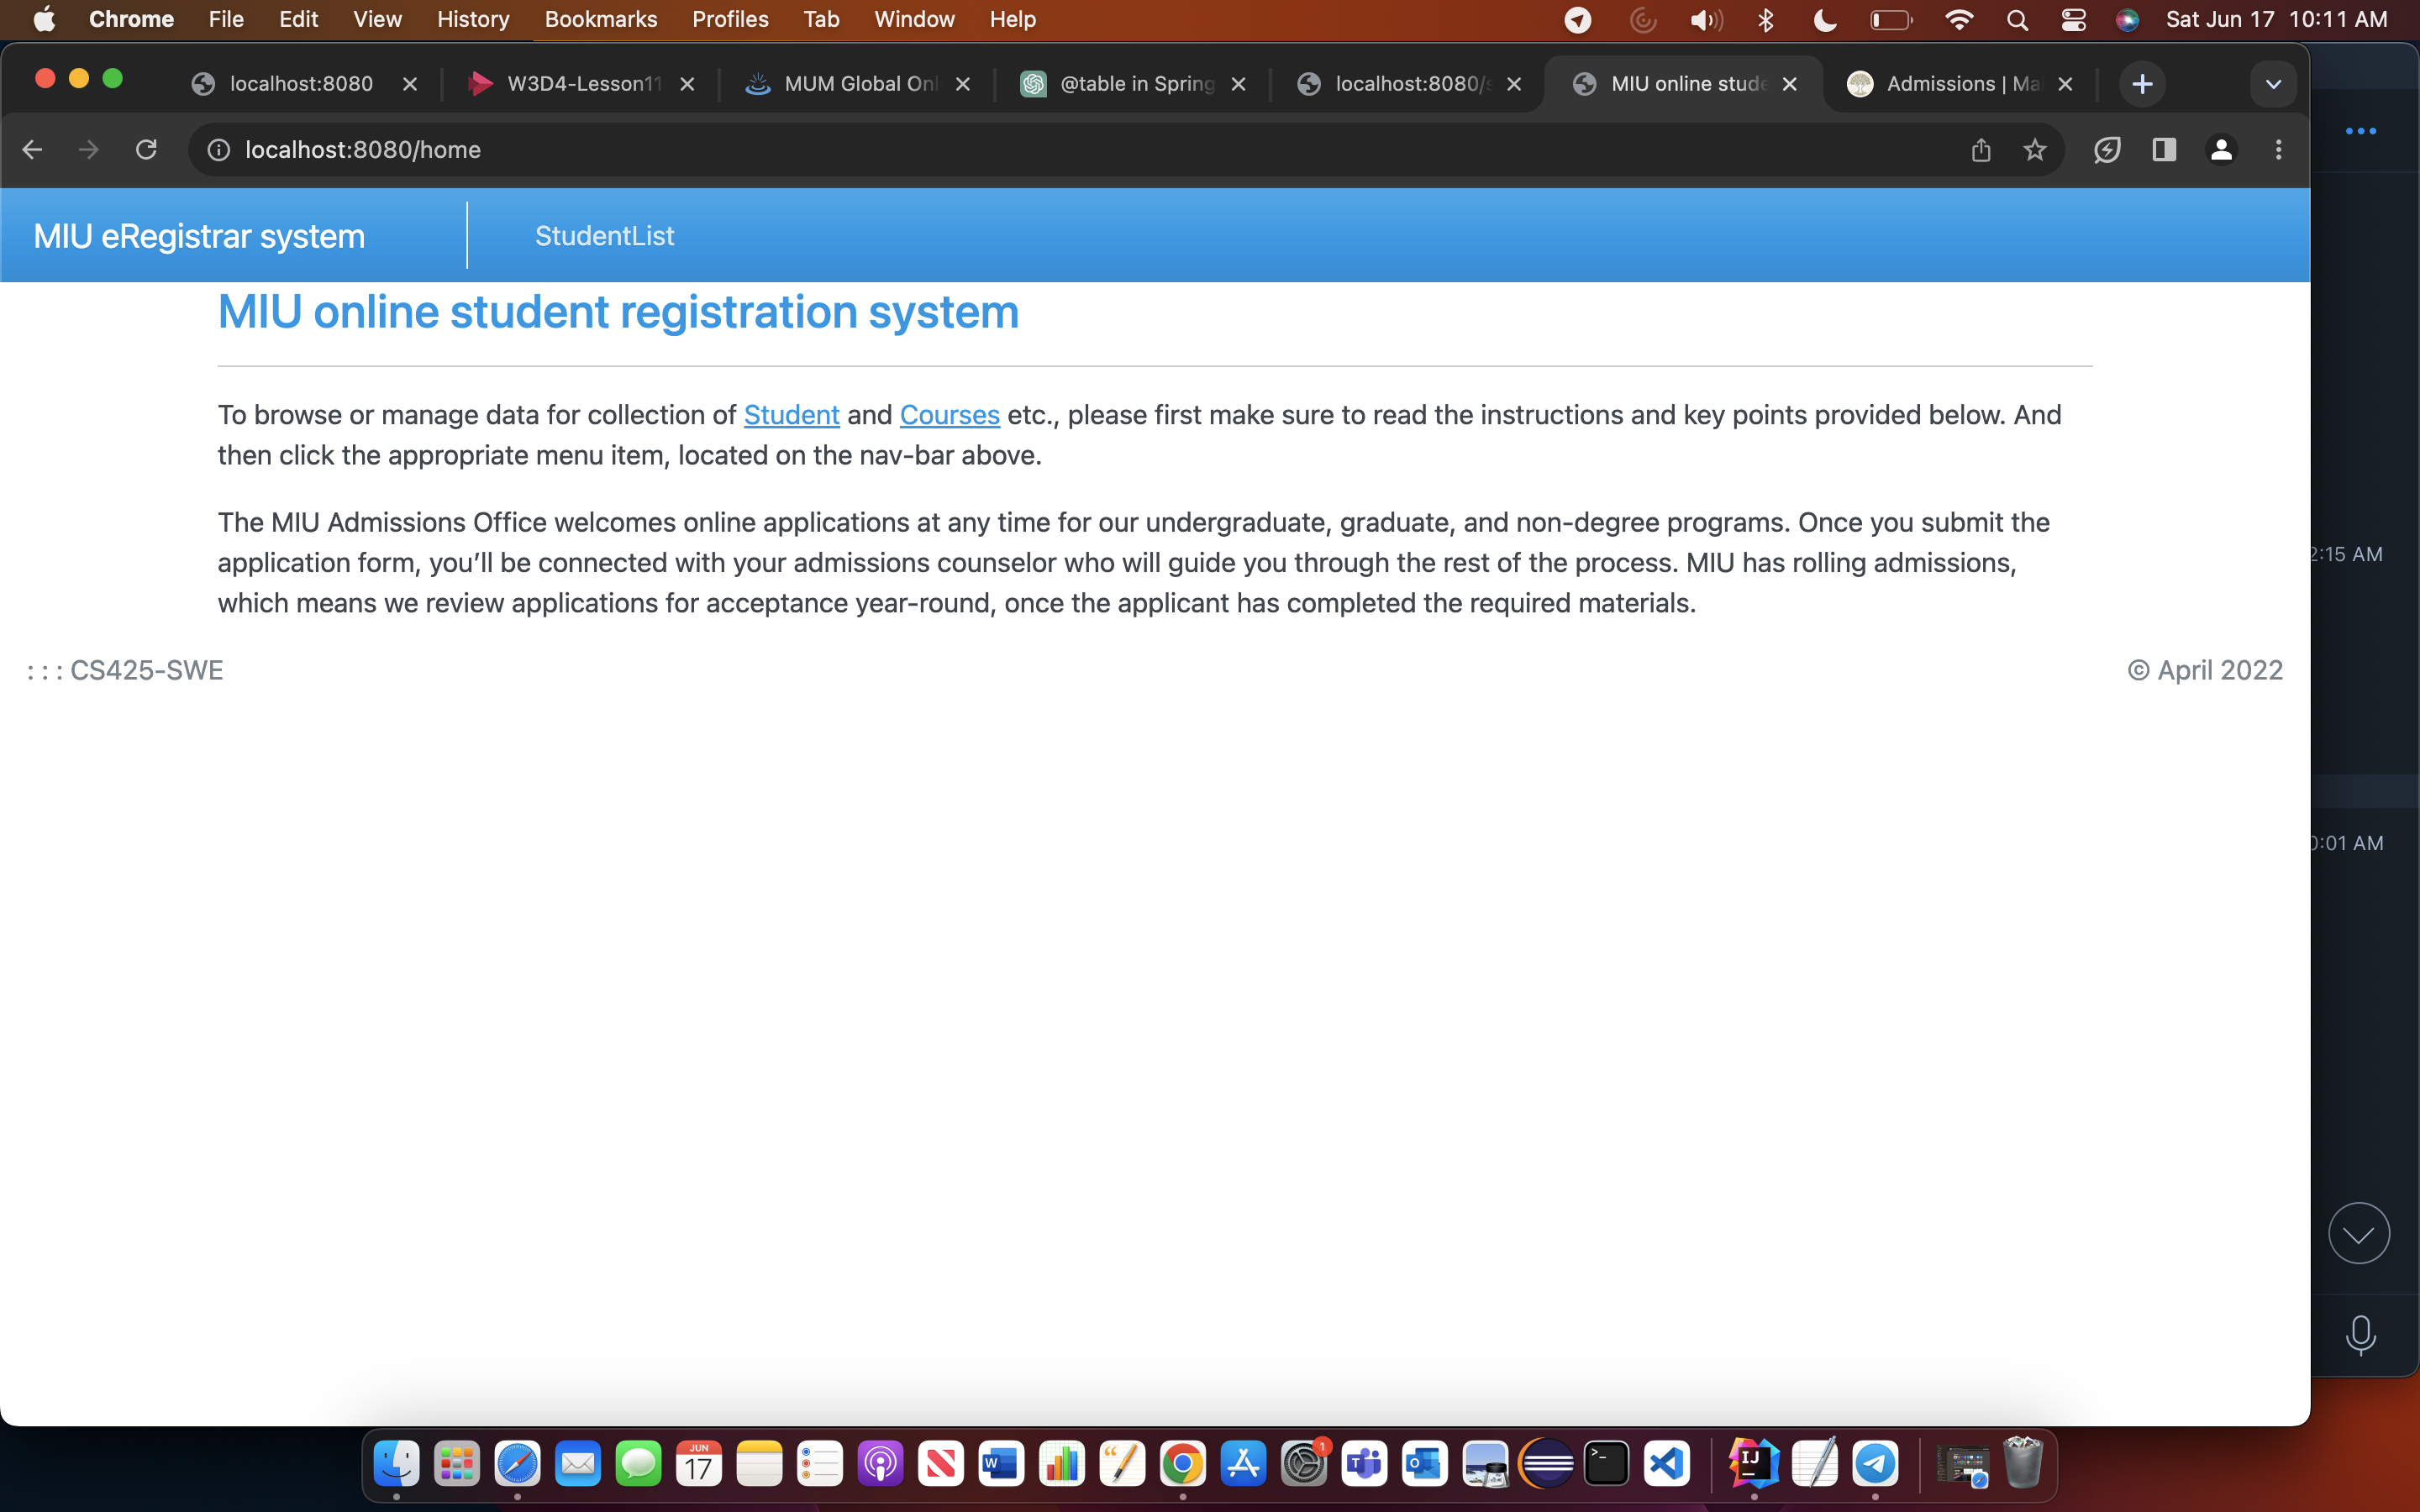 Chrome File Edit View History Bookmarks Profiles Tab Window Help Sat Jun 17 10:11 AM
localhost:8080 W3D4-Lesson11 MUM Global Onl @table in Spring localhost:8080/s MIU online stude Admissions | Ma
localhost:8080/home
MIU eRegistrar system StudentList
MIU online student registration system
To browse or manage data for collection of Student and Courses etc., please first make sure to read the instructions and key points provided below. And
then click the appropriate menu item, located on the nav-bar above.
The MIU Admissions Office welcomes online applications at any time for our undergraduate, graduate, and non-degree programs. Once you submit the
application form, you’ll be connected with your admissions counselor who will guide you through the rest of the process. MIU has rolling admissions,
which means we review applications for acceptance year-round, once the applicant has completed the required materials.
: : : CS425-SWE © April 2022
2:15 AM
0:01 AM
JUN
17
1
IJ